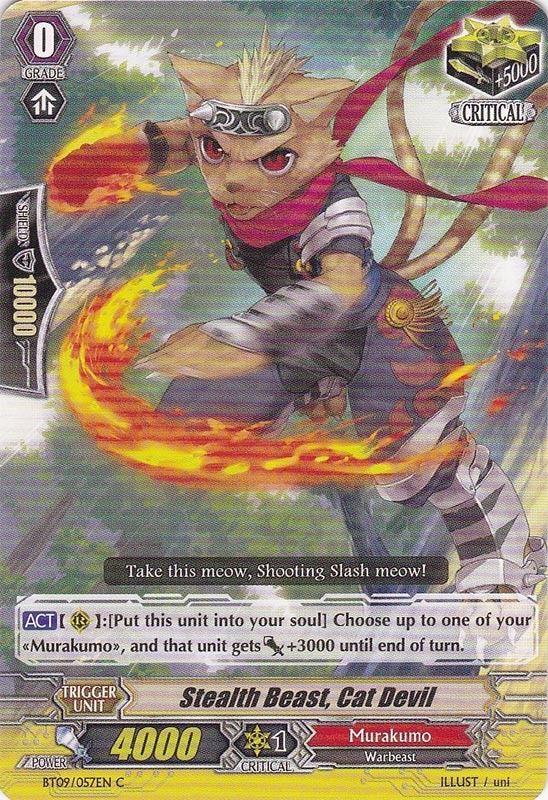 0
GRADE
+5000
CRITICAL
SHIELD
10000
Take this meow, Shooting Slash meow!
ACT【 】:[Put this unit into your soul] Choose up to one of your
«Murakumo», and that unit gets +3000 until end of turn.
TRIGGER
UNIT
Stealth Beast, Cat Devil
POWER
4000
1
CRITICAL
Murakumo
Warbeast
BT09/057EN C
ILLUST / uni